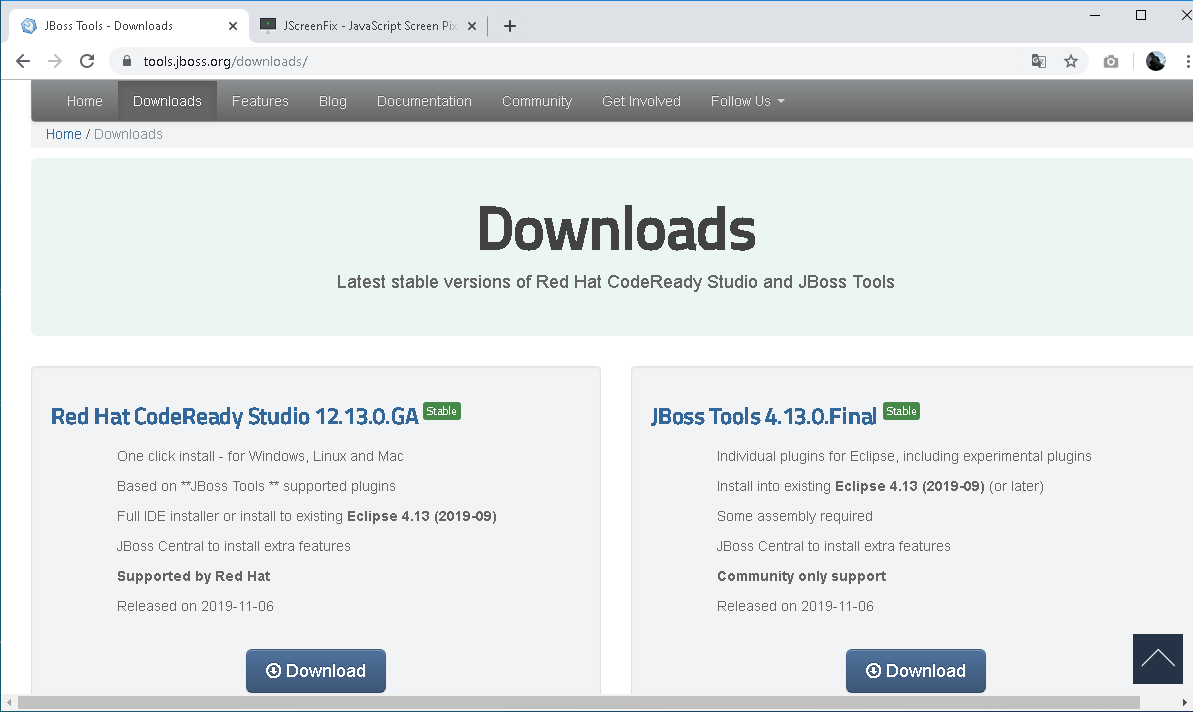 JBoss Tools - Downloads
JScreenFix - JavaScript Screen Pix
tools.jboss.org/downloads/
Home Downloads Features Blog Documentation Community Get Involved Follow Us
Home / Downloads
Downloads
Latest stable versions of Red Hat CodeReady Studio and JBoss Tools
Red Hat CodeReady Studio 12.13.0.GA Stable
One click install - for Windows, Linux and Mac
Based on **JBoss Tools ** supported plugins
Full IDE installer or install to existing Eclipse 4.13 (2019-09)
JBoss Central to install extra features
Supported by Red Hat
Released on 2019-11-06
Download
JBoss Tools 4.13.0.Final Stable
Individual plugins for Eclipse, including experimental plugins
Install into existing Eclipse 4.13 (2019-09) (or later)
Some assembly required
JBoss Central to install extra features
Community only support
Released on 2019-11-06
Download